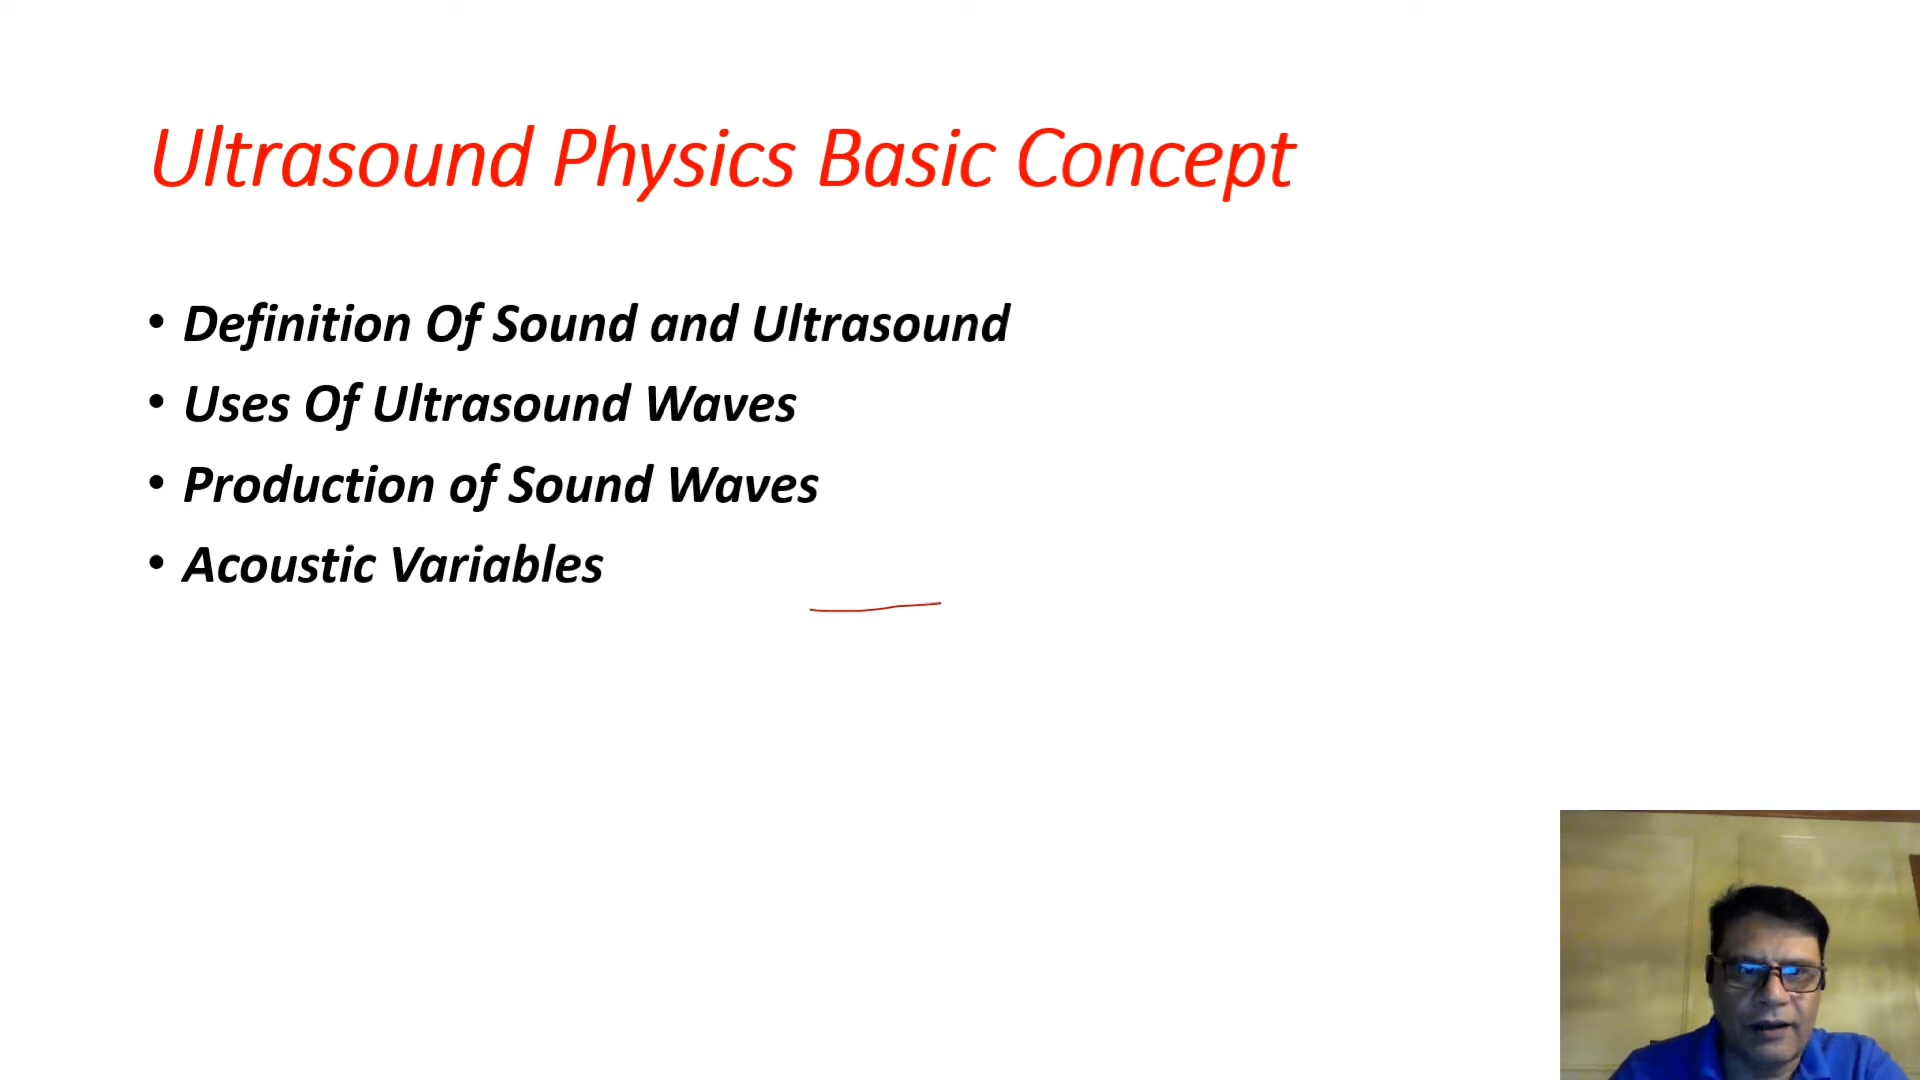 Ultrasound Physics Basic Concept
• Definition Of Sound and Ultrasound
• Uses Of Ultrasound Waves
• Production of Sound Waves
• Acoustic Variables